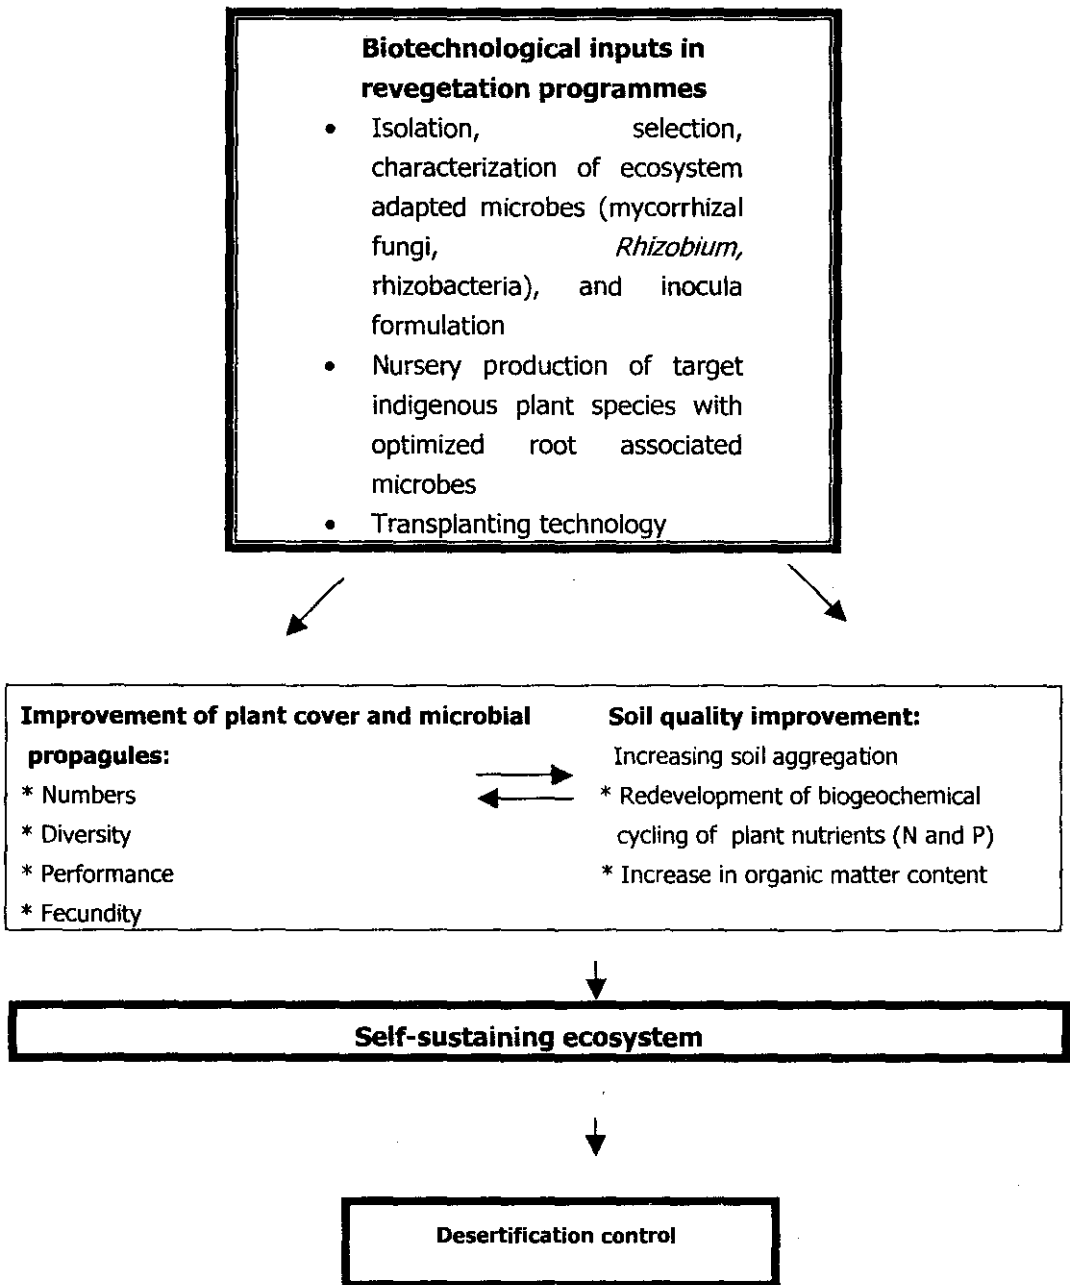 Biotechnological inputs in
revegetation programmes
• Isolation, selection,
characterization of ecosystem
adapted microbes (mycorrhizal
fungi, Rhizobium,
rhizobacteria), and inocula
formulation
• Nursery production of target
indigenous plant species with
optimized root associated
microbes
• Transplanting technology
Improvement of plant cover and microbial
propagules:
* Numbers
* Diversity
* Performance
* Fecundity
Soil quality improvement:
Increasing soil aggregation
* Redevelopment of biogeochemical
cycling of plant nutrients (N and P)
* Increase in organic matter content
Self-sustaining ecosystem
Desertification control